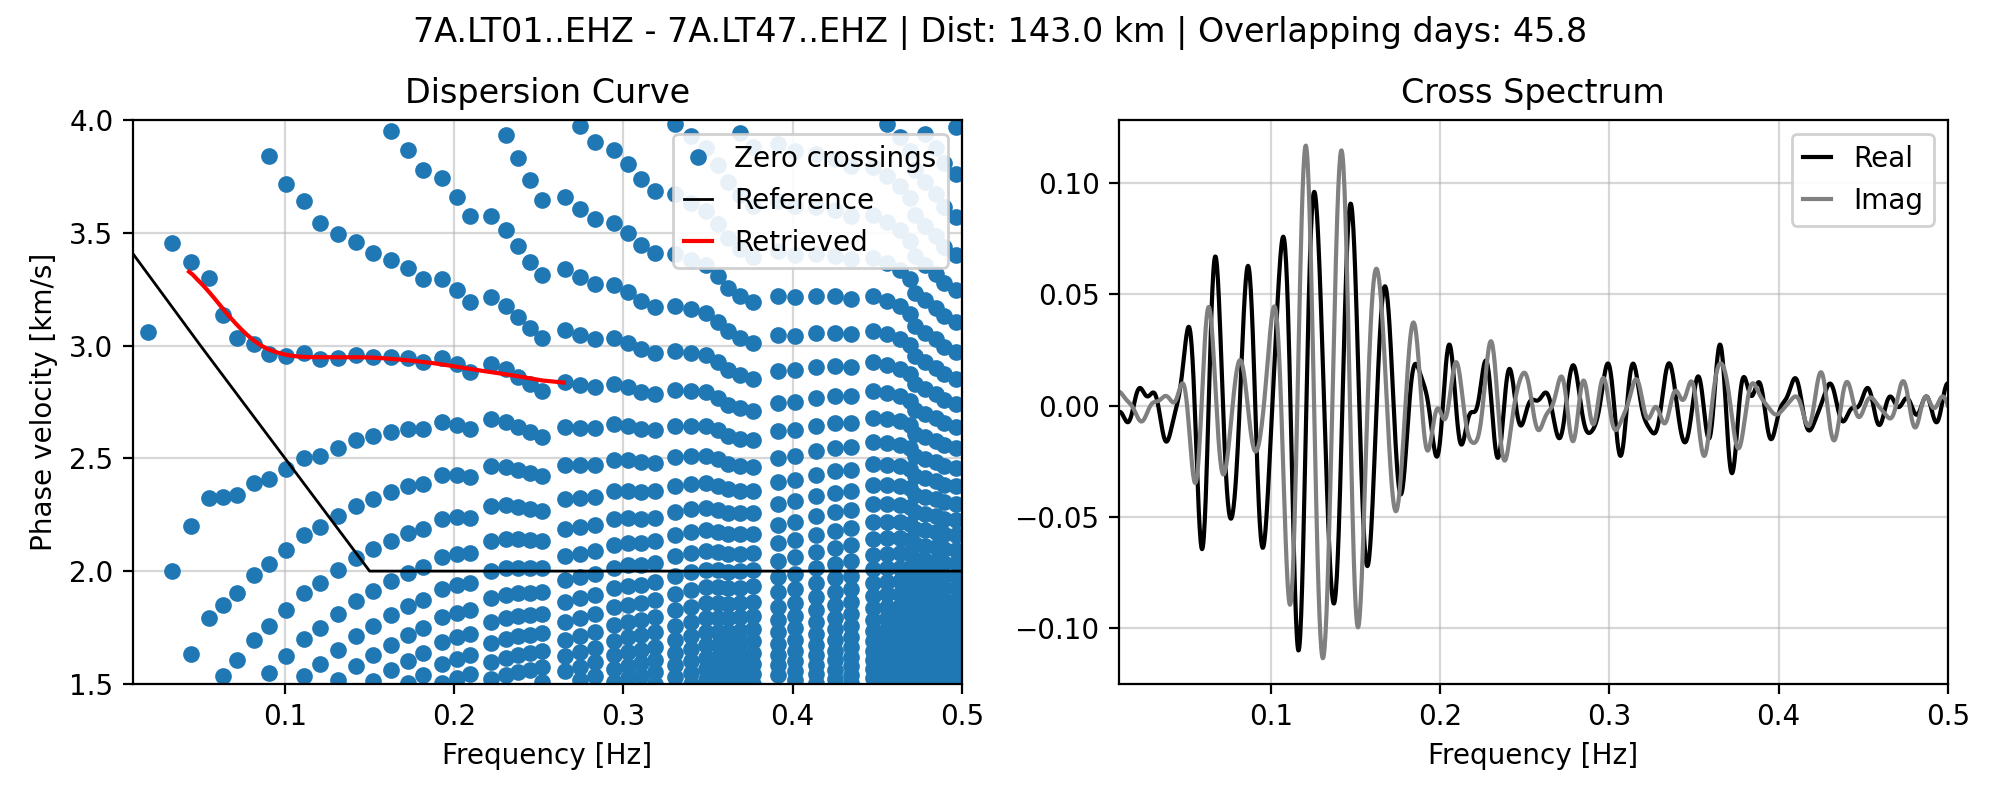 7A.LT01..EHZ - 7A.LT47..EHZ | Dist: 143.0 km | Overlapping days: 45.8
Dispersion Curve
4.0
3.5
3.0
2.5
2.0
1.5
Phase velocity [km/s]
0.1 0.2 0.3 0.4 0.5
Frequency [Hz]
Zero crossings
Reference
Retrieved
Cross Spectrum
0.10
0.05
0.00
−0.05
−0.10
0.1 0.2 0.3 0.4 0.5
Frequency [Hz]
Real
Imag